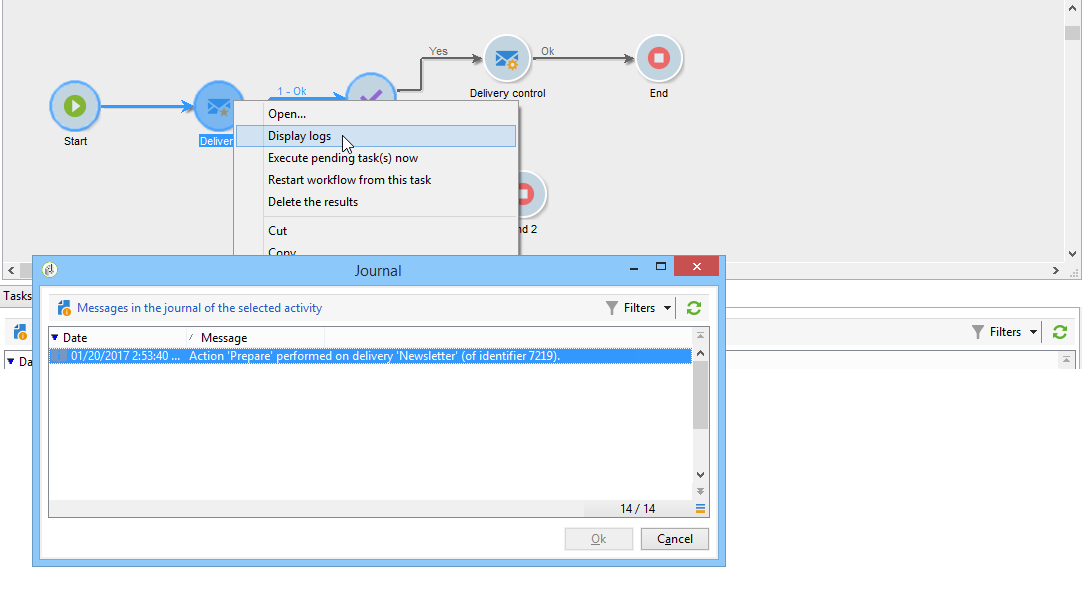 Yes
Ok
1 - Ok
Delivery control
End
Start
Deliver
Open...
Display logs
Execute pending task(s) now
Restart workflow from this task
Delete the results
nd 2
Cut
Copy
Journal
Tasks
Messages in the journal of the selected activity
Filters
Filters
Date
Message
Da
01/20/2017 2:53:40 ... Action 'Prepare' performed on delivery 'Newsletter' (of identifier 7219).
14 / 14
Ok
Cancel